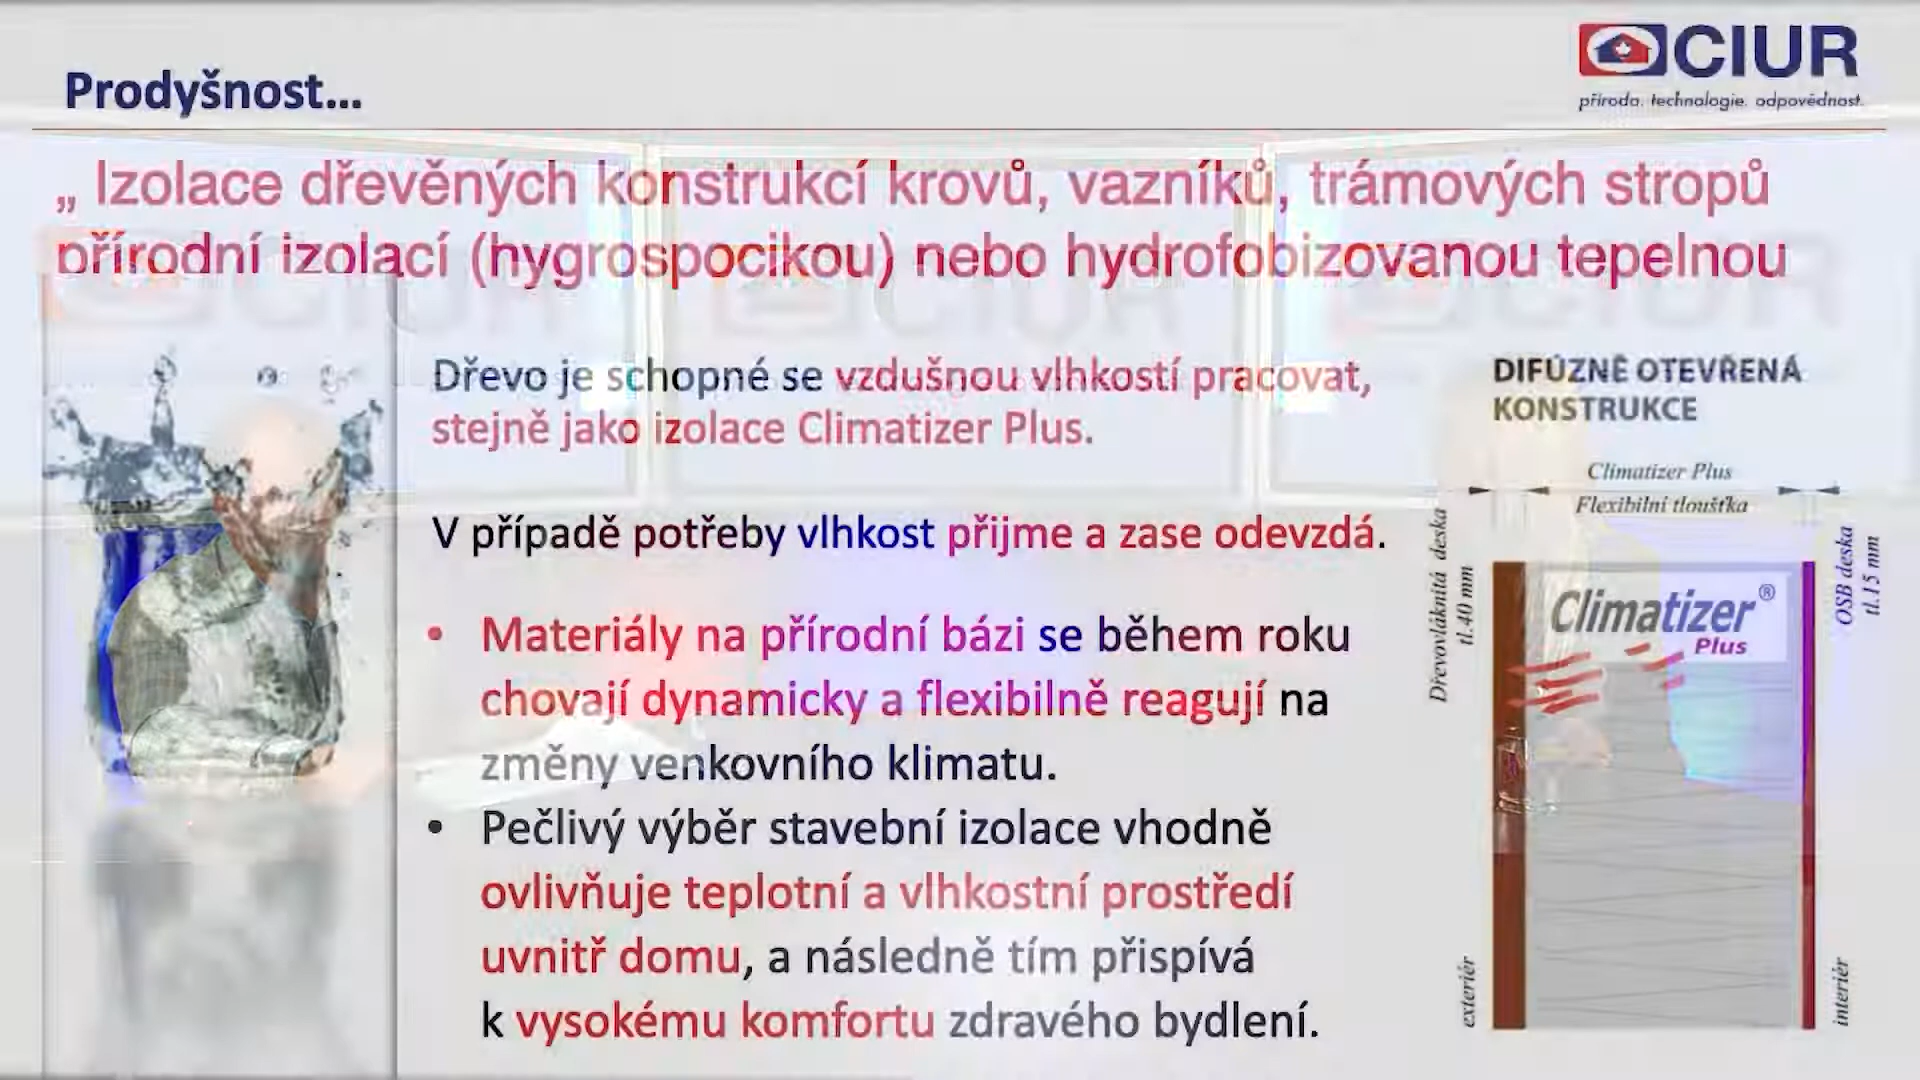 Prodyšnost...
CIUR
příroda. technologie. odpovědnost.
„ Izolace dřevěných konstrukcí krovů, vazníků, trámových stropů
přírodní izolací (hygrospocikou) nebo hydrofobizovanou tepelnou
CIUR
CIUR
CIUR
Dřevo je schopné se vzdušnou vlhkostí pracovat,
stejně jako izolace Climatizer Plus.
V případě potřeby vlhkost přijme a zase odevzdá.
• Materiály na přírodní bázi se během roku
chovají dynamicky a flexibilně reagují na
změny venkovního klimatu.
• Pečlivý výběr stavební izolace vhodně
ovlivňuje teplotní a vlhkostní prostředí
uvnitř domu, a následně tím přispívá
k vysokému komfortu zdravého bydlení.
DIFÚZNĚ OTEVŘENÁ
KONSTRUKCE
Climatizer Plus
Flexibilní tloušťka
Dřevovláknitá deska
tl.40 mm
Climatizer®
Plus
OSB deska
tl.15 mm
exteriér
interiér